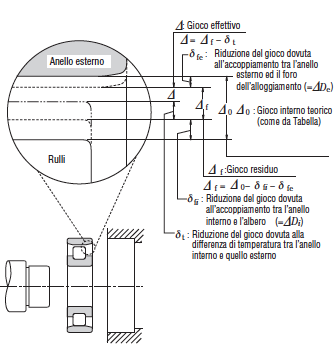 Δ: Gioco effettivo
Δ = Δf – δt
δfe : Riduzione del gioco dovuta
all'accoppiamento tra l'anello
esterno ed il foro
dell'alloggiamento (=ΔDe)
Anello esterno
Δ
Δf
Δ0
Δ0 : Gioco interno teorico
(come da Tabella)
Rulli
Δf :Gioco residuo
Δf = Δ0– δfi – δfe
δfi : Riduzione del gioco dovuta
all'accoppiamento tra l'anello
interno e l'albero (=ΔDi)
δt : Riduzione del gioco dovuta alla
differenza di temperatura tra l'anello
interno e quello esterno